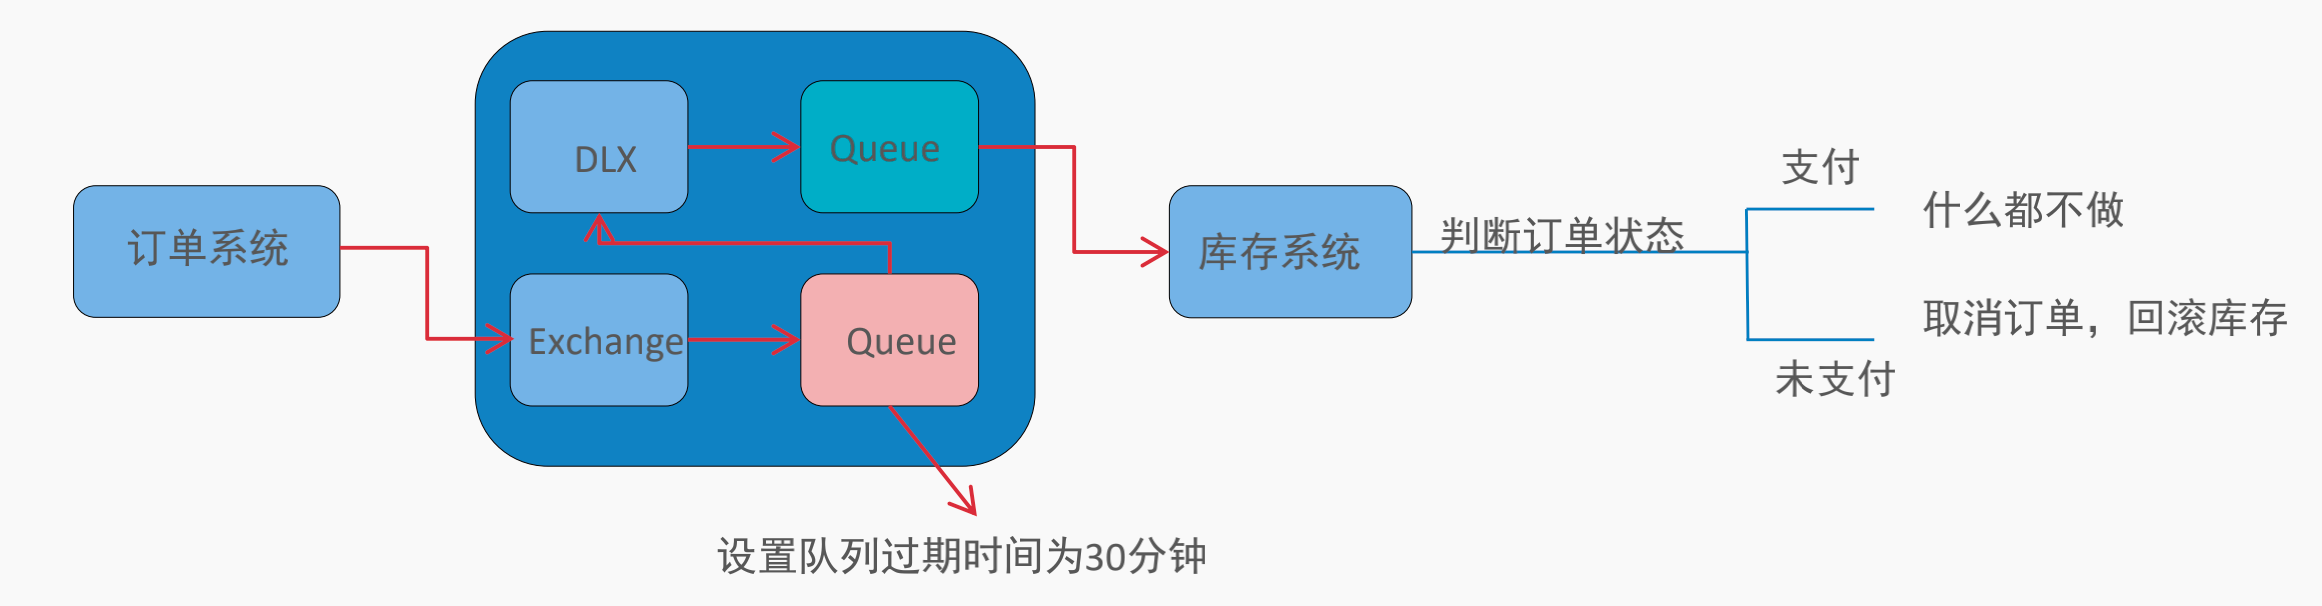 DLX
Queue
订单系统
Exchange
Queue
设置队列过期时间为30分钟
库存系统
判断订单状态
支付
什么都不做
取消订单，回滚库存
未支付